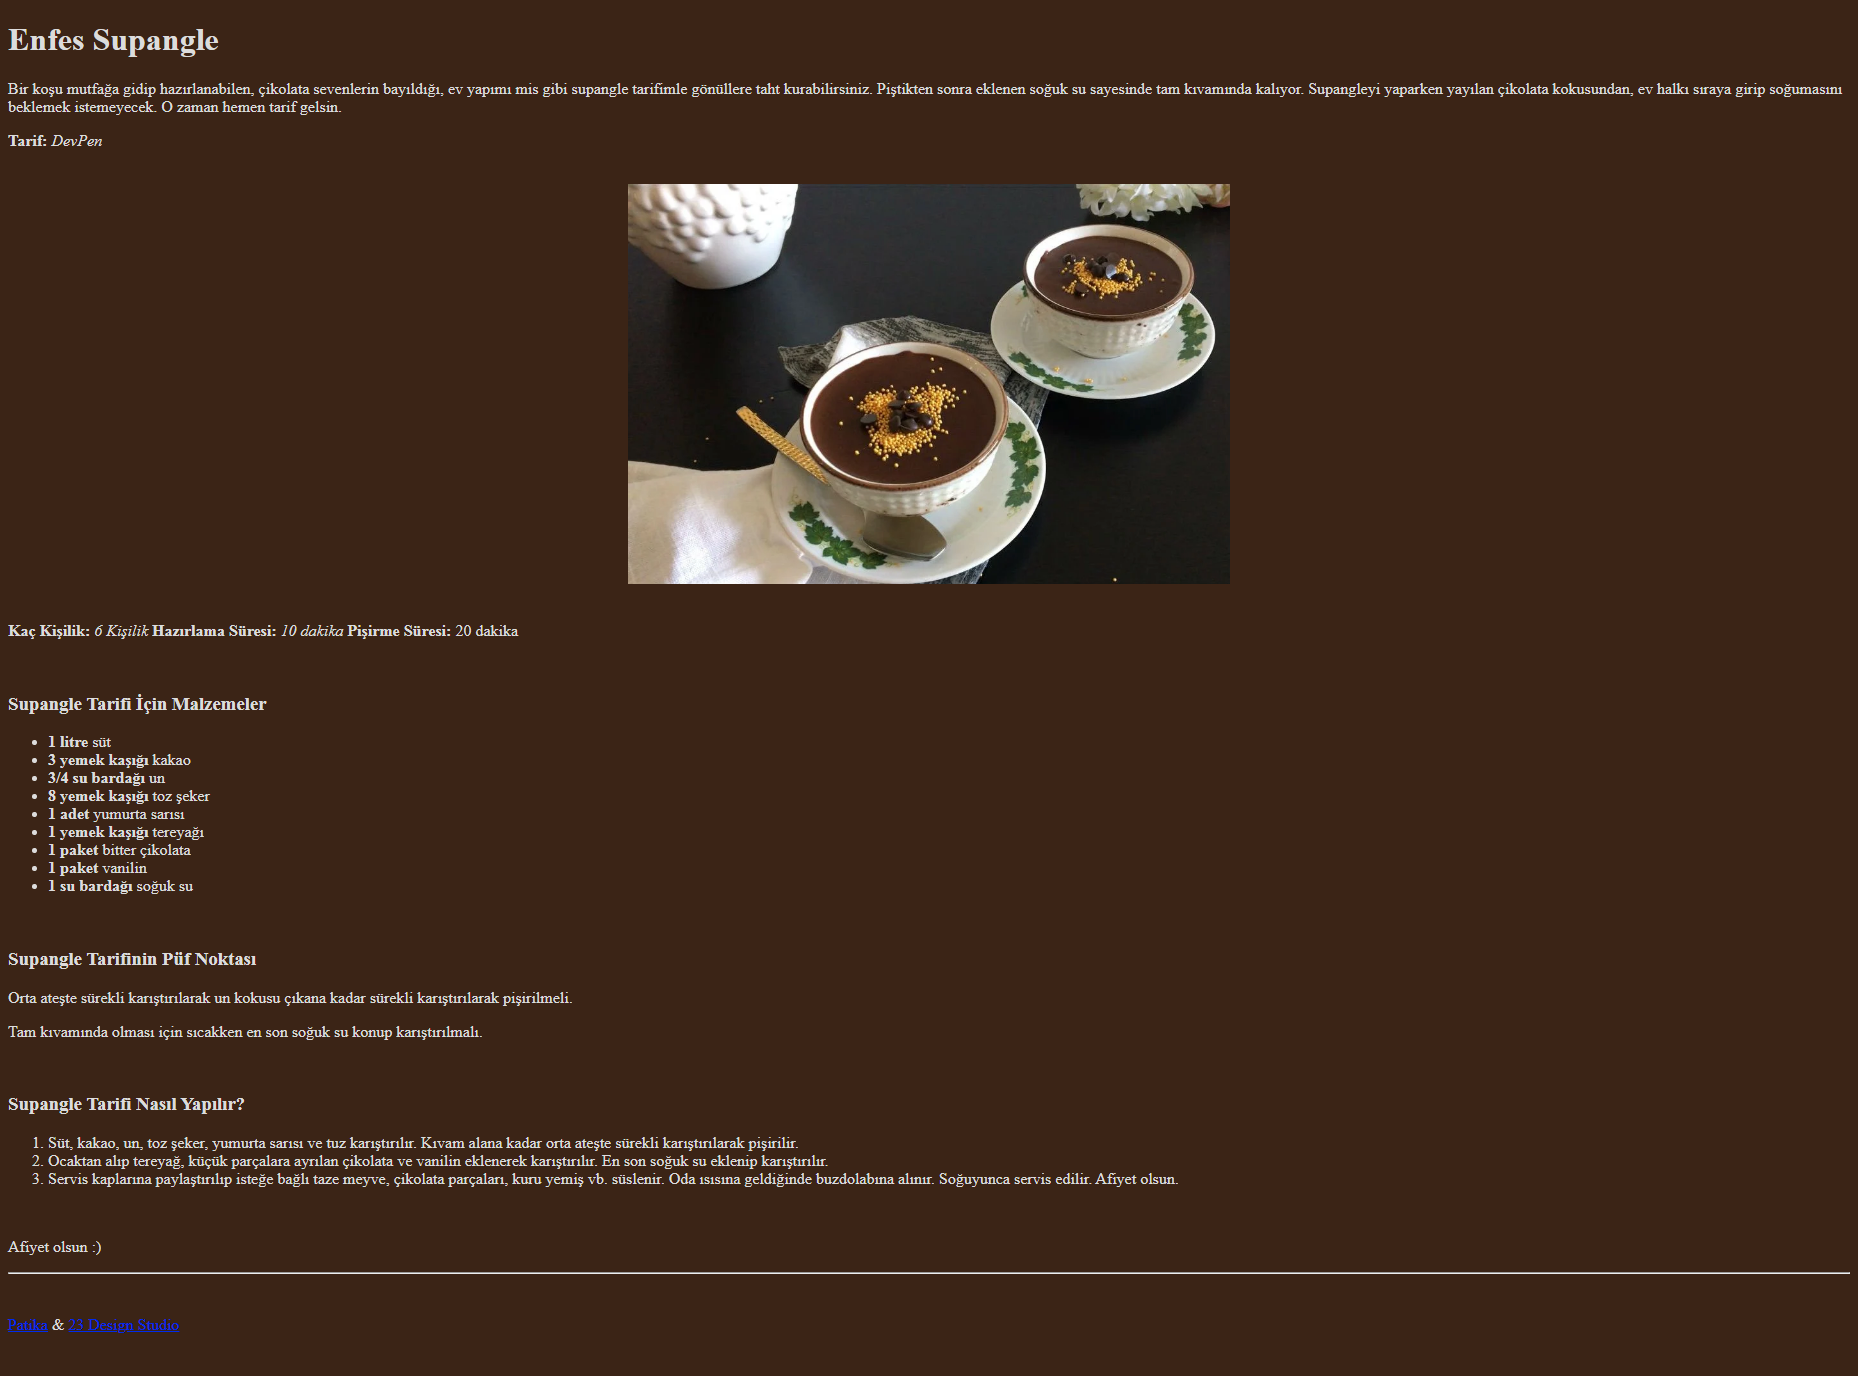 Enfes Supangle
Bir koşu mutfağa gidip hazırlanabilen, çikolata sevenlerin bayıldığı, ev yapımı mis gibi supangle tarifimle gönüllere taht kurabilirsiniz. Piştikten sonra eklenen soğuk su sayesinde tam kıvamında kalıyor. Supangleyi yaparken yayılan çikolata kokusundan, ev halkı sıraya girip soğumasını
beklemek istemeyecek. O zaman hemen tarif gelsin.
Tarif: DevPen
Kaç Kişilik: 6 Kişilik Hazırlama Süresi: 10 dakika Pişirme Süresi: 20 dakika
Supangle Tarifi İçin Malzemeler
• 1 litre süt
• 3 yemek kaşığı kakao
• 3/4 su bardağı un
• 8 yemek kaşığı toz şeker
• 1 adet yumurta sarısı
• 1 yemek kaşığı tereyağı
• 1 paket bitter çikolata
• 1 paket vanilin
• 1 su bardağı soğuk su
Supangle Tarifinin Püf Noktası
Orta ateşte sürekli karıştırılarak un kokusu çıkana kadar sürekli karıştırılarak pişirilmeli.
Tam kıvamında olması için sıcakken en son soğuk su konup karıştırılmalı.
Supangle Tarifi Nasıl Yapılır?
1. Süt, kakao, un, toz şeker, yumurta sarısı ve tuz karıştırılır. Kıvam alana kadar orta ateşte sürekli karıştırılarak pişirilir.
2. Ocaktan alıp tereyağ, küçük parçalara ayrılan çikolata ve vanilin eklenerek karıştırılır. En son soğuk su eklenip karıştırılır.
3. Servis kaplarına paylaştırılıp isteğe bağlı taze meyve, çikolata parçaları, kuru yemiş vb. süslenir. Oda ısısına geldiğinde buzdolabına alınır. Soğuyunca servis edilir. Afiyet olsun.
Afiyet olsun :)
Patika & 23 Design Studio